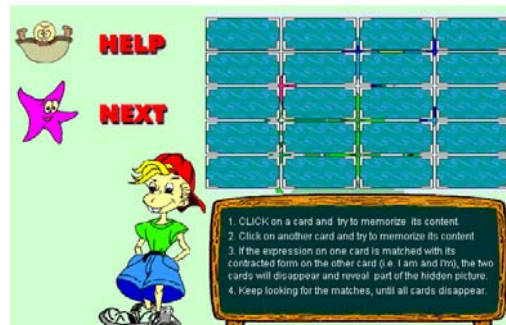 HELP
NEXT
1. CLICK on a card and try to memorize its content.
2. Click on another card and try to memorize its content
3. If the expression on one card is matched with its
contracted form on the other card (i.e. I am and I'm), the two
cards will disappear and reveal part of the hidden picture.
4. Keep looking for the matches, until all cards disappear.